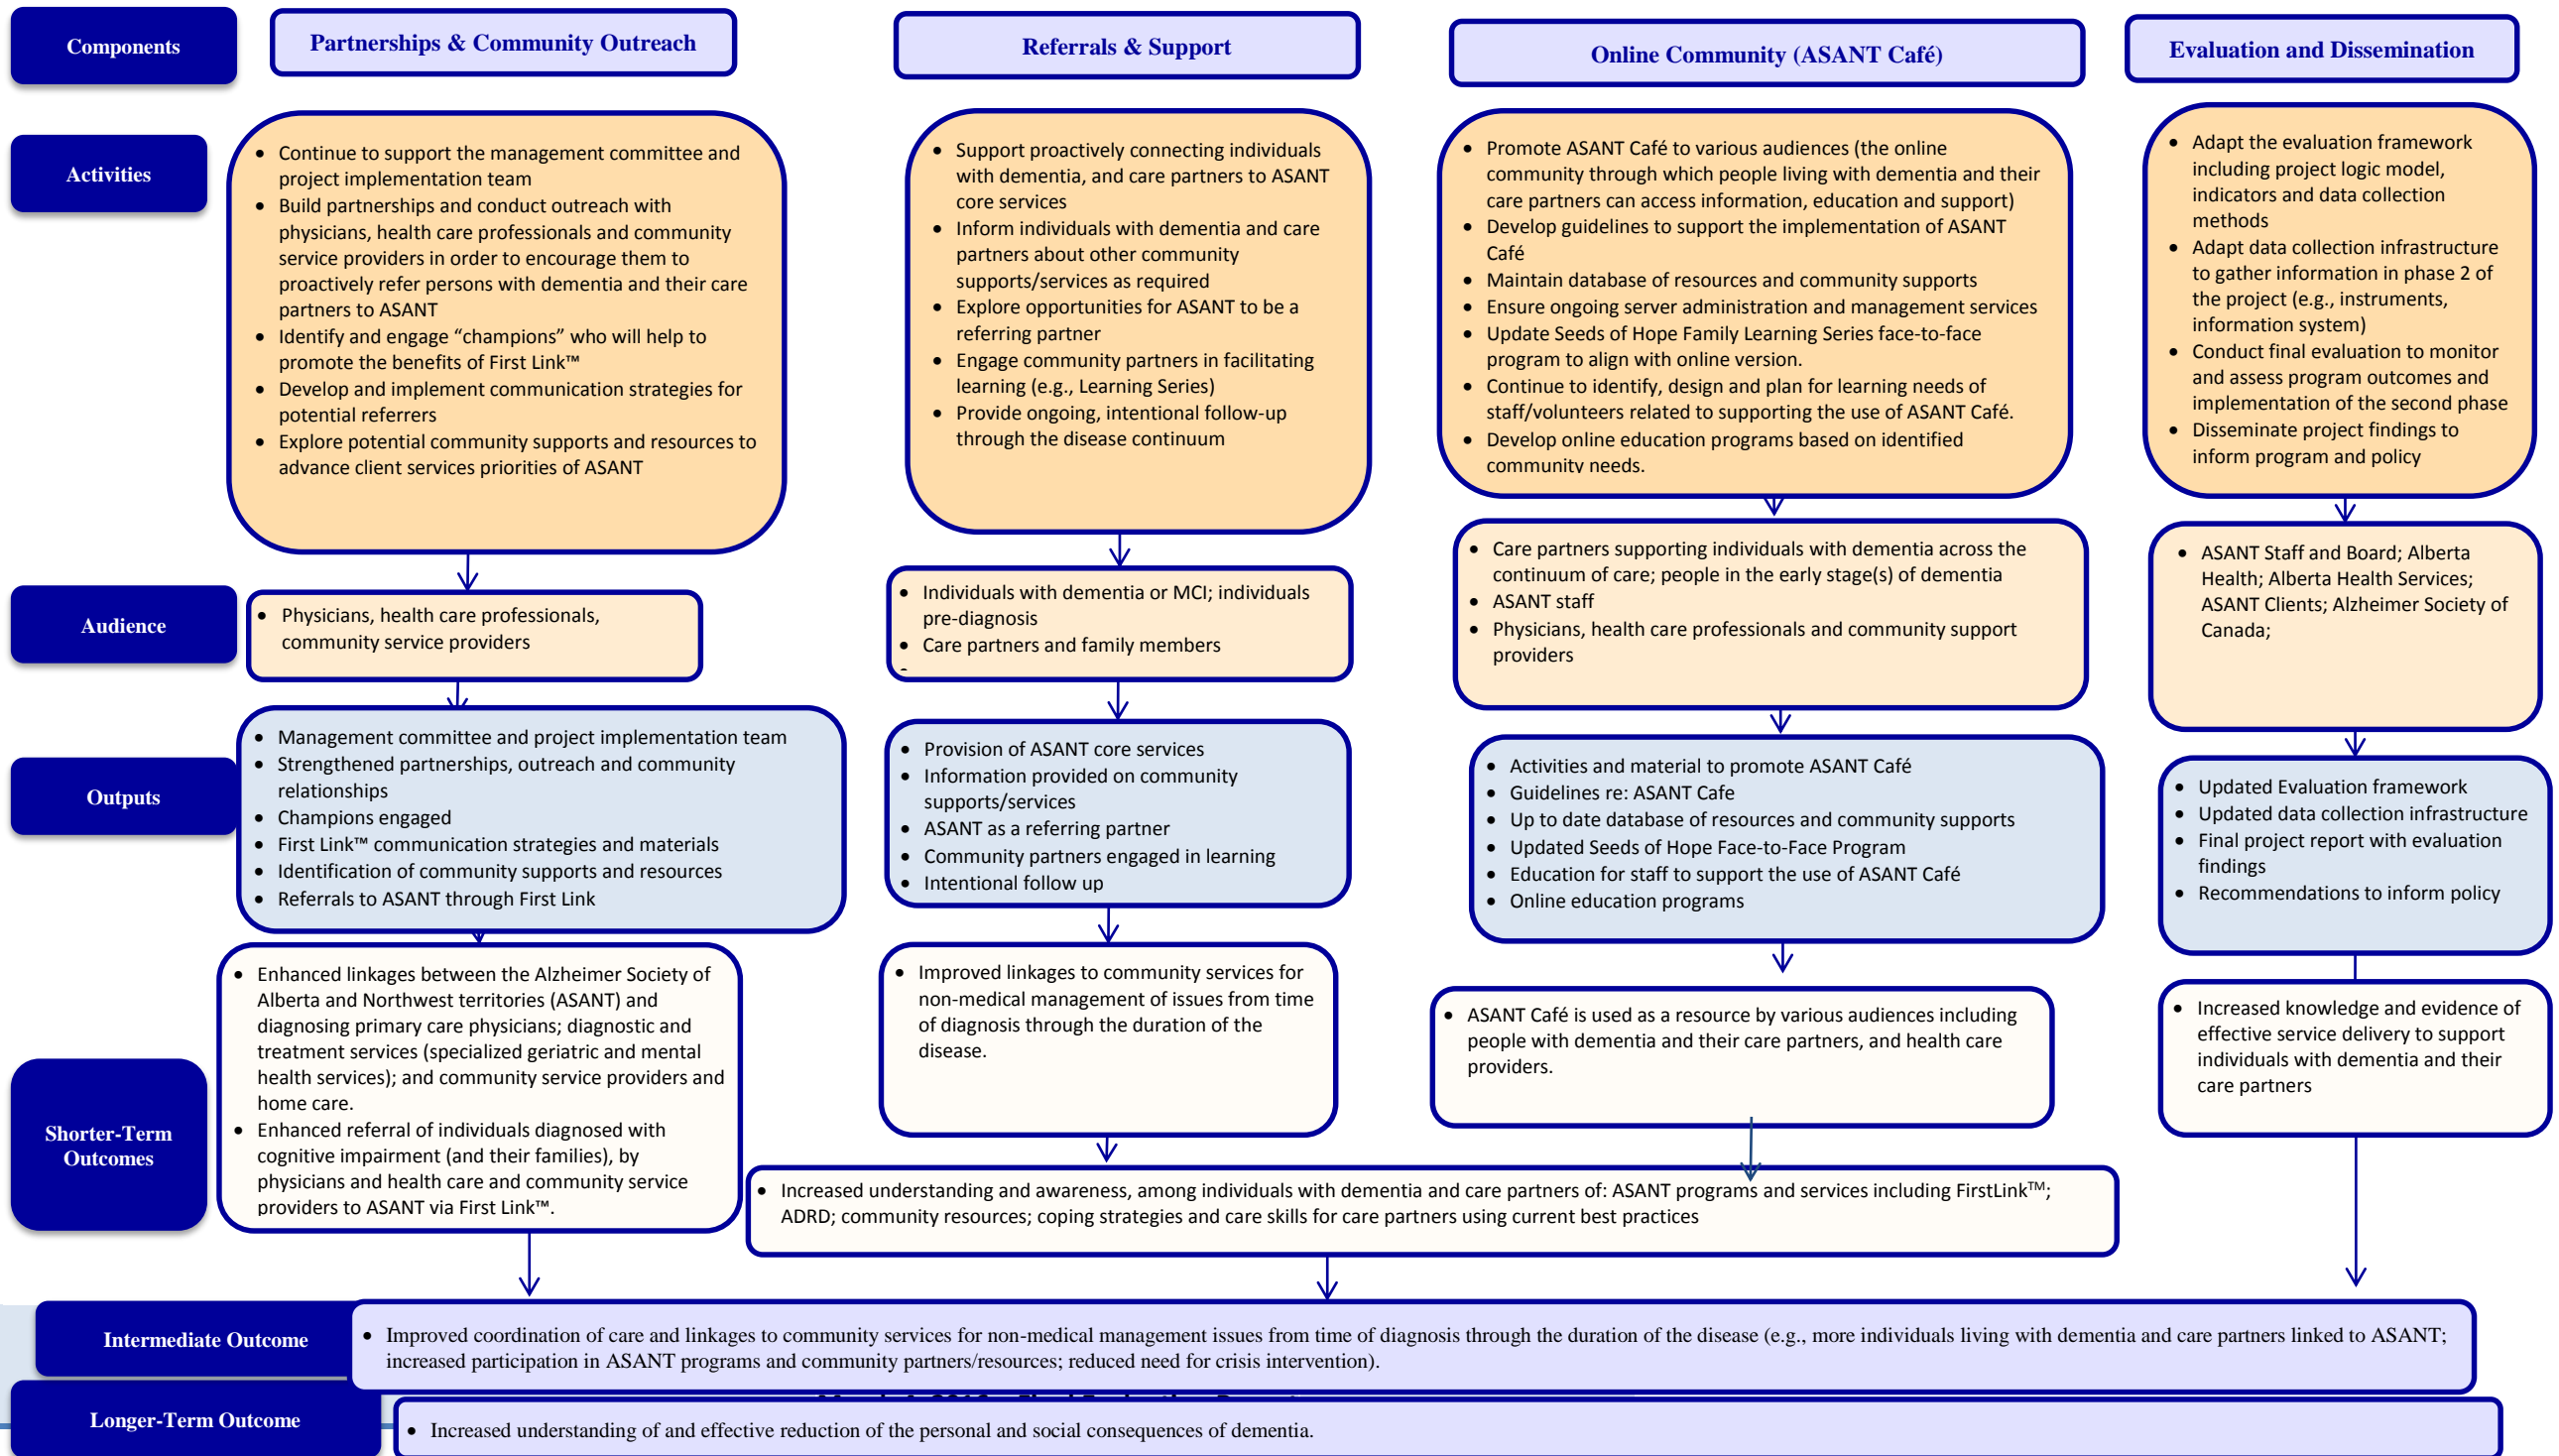 Components
Partnerships & Community Outreach
Referrals & Support
Online Community (ASANT Café)
Evaluation and Dissemination
Activities
• Continue to support the management committee and
project implementation team
• Build partnerships and conduct outreach with
physicians, health care professionals and community
service providers in order to encourage them to
proactively refer persons with dementia and their care
partners to ASANT
• Identify and engage “champions” who will help to
promote the benefits of First Link™
• Develop and implement communication strategies for
potential referrers
• Explore potential community supports and resources to
advance client services priorities of ASANT
• Support proactively connecting individuals
with dementia, and care partners to ASANT
core services
• Inform individuals with dementia and care
partners about other community
supports/services as required
• Explore opportunities for ASANT to be a
referring partner
• Engage community partners in facilitating
learning (e.g., Learning Series)
• Provide ongoing, intentional follow-up
through the disease continuum
• Promote ASANT Café to various audiences (the online
community through which people living with dementia and their
care partners can access information, education and support)
• Develop guidelines to support the implementation of ASANT
Café
• Maintain database of resources and community supports
• Ensure ongoing server administration and management services
• Update Seeds of Hope Family Learning Series face-to-face
program to align with online version.
• Continue to identify, design and plan for learning needs of
staff/volunteers related to supporting the use of ASANT Café.
• Develop online education programs based on identified
community needs.
• Adapt the evaluation framework
including project logic model,
indicators and data collection
methods
• Adapt data collection infrastructure
to gather information in phase 2 of
the project (e.g., instruments,
information system)
• Conduct final evaluation to monitor
and assess program outcomes and
implementation of the second phase
• Disseminate project findings to
inform program and policy
Audience
• Physicians, health care professionals,
community service providers
• Individuals with dementia or MCI; individuals
pre-diagnosis
• Care partners and family members
• Care partners supporting individuals with dementia across the
continuum of care; people in the early stage(s) of dementia
• ASANT staff
• Physicians, health care professionals and community support
providers
• ASANT Staff and Board; Alberta
Health; Alberta Health Services;
ASANT Clients; Alzheimer Society of
Canada;
Outputs
• Management committee and project implementation team
• Strengthened partnerships, outreach and community
relationships
• Champions engaged
• First Link™ communication strategies and materials
• Identification of community supports and resources
• Referrals to ASANT through First Link
• Provision of ASANT core services
• Information provided on community
supports/services
• ASANT as a referring partner
• Community partners engaged in learning
• Intentional follow up
• Activities and material to promote ASANT Café
• Guidelines re: ASANT Cafe
• Up to date database of resources and community supports
• Updated Seeds of Hope Face-to-Face Program
• Education for staff to support the use of ASANT Café
• Online education programs
• Updated Evaluation framework
• Updated data collection infrastructure
• Final project report with evaluation
findings
• Recommendations to inform policy
Shorter-Term
Outcomes
• Enhanced linkages between the Alzheimer Society of
Alberta and Northwest territories (ASANT) and
diagnosing primary care physicians; diagnostic and
treatment services (specialized geriatric and mental
health services); and community service providers and
home care.
• Enhanced referral of individuals diagnosed with
cognitive impairment (and their families), by
physicians and health care and community service
providers to ASANT via First Link™.
• Improved linkages to community services for
non-medical management of issues from time
of diagnosis through the duration of the
disease.
• ASANT Café is used as a resource by various audiences including
people with dementia and their care partners, and health care
providers.
• Increased knowledge and evidence of
effective service delivery to support
individuals with dementia and their
care partners
• Increased understanding and awareness, among individuals with dementia and care partners of: ASANT programs and services including FirstLink™;
ADRD; community resources; coping strategies and care skills for care partners using current best practices
Intermediate Outcome
• Improved coordination of care and linkages to community services for non-medical management issues from time of diagnosis through the duration of the disease (e.g., more individuals living with dementia and care partners linked to ASANT;
increased participation in ASANT programs and community partners/resources; reduced need for crisis intervention).
Longer-Term Outcome
• Increased understanding of and effective reduction of the personal and social consequences of dementia.